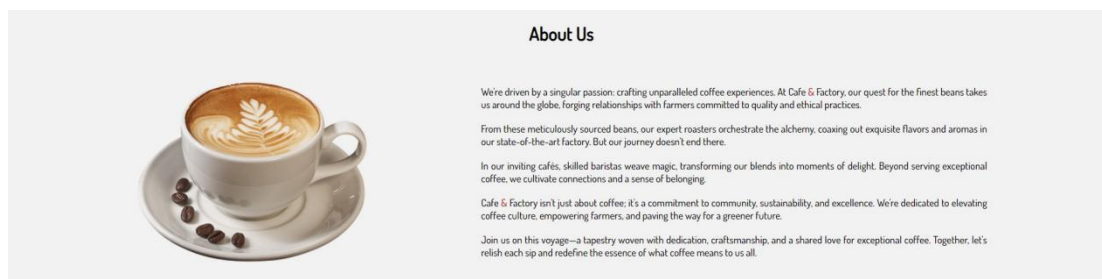 About Us
We're driven by a singular passion: crafting unparalleled coffee experiences. At Cafe & Factory, our quest for the finest beans takes
us around the globe, forging relationships with farmers committed to quality and ethical practices.
From these meticulously sourced beans, our expert roasters orchestrate the alchemy, coaxing out exquisite flavors and aromas in
our state-of-the-art factory. But our journey doesn't end there.
In our inviting cafés, skilled baristas weave magic, transforming our blends into moments of delight. Beyond serving exceptional
coffee, we cultivate connections and a sense of belonging.
Cafe & Factory isn't just about coffee; it's a commitment to community, sustainability, and excellence. We're dedicated to elevating
coffee culture, empowering farmers, and paving the way for a greener future.
Join us on this voyage—a tapestry woven with dedication, craftsmanship, and a shared love for exceptional coffee. Together, let's
relish each sip and redefine the essence of what coffee means to us all.